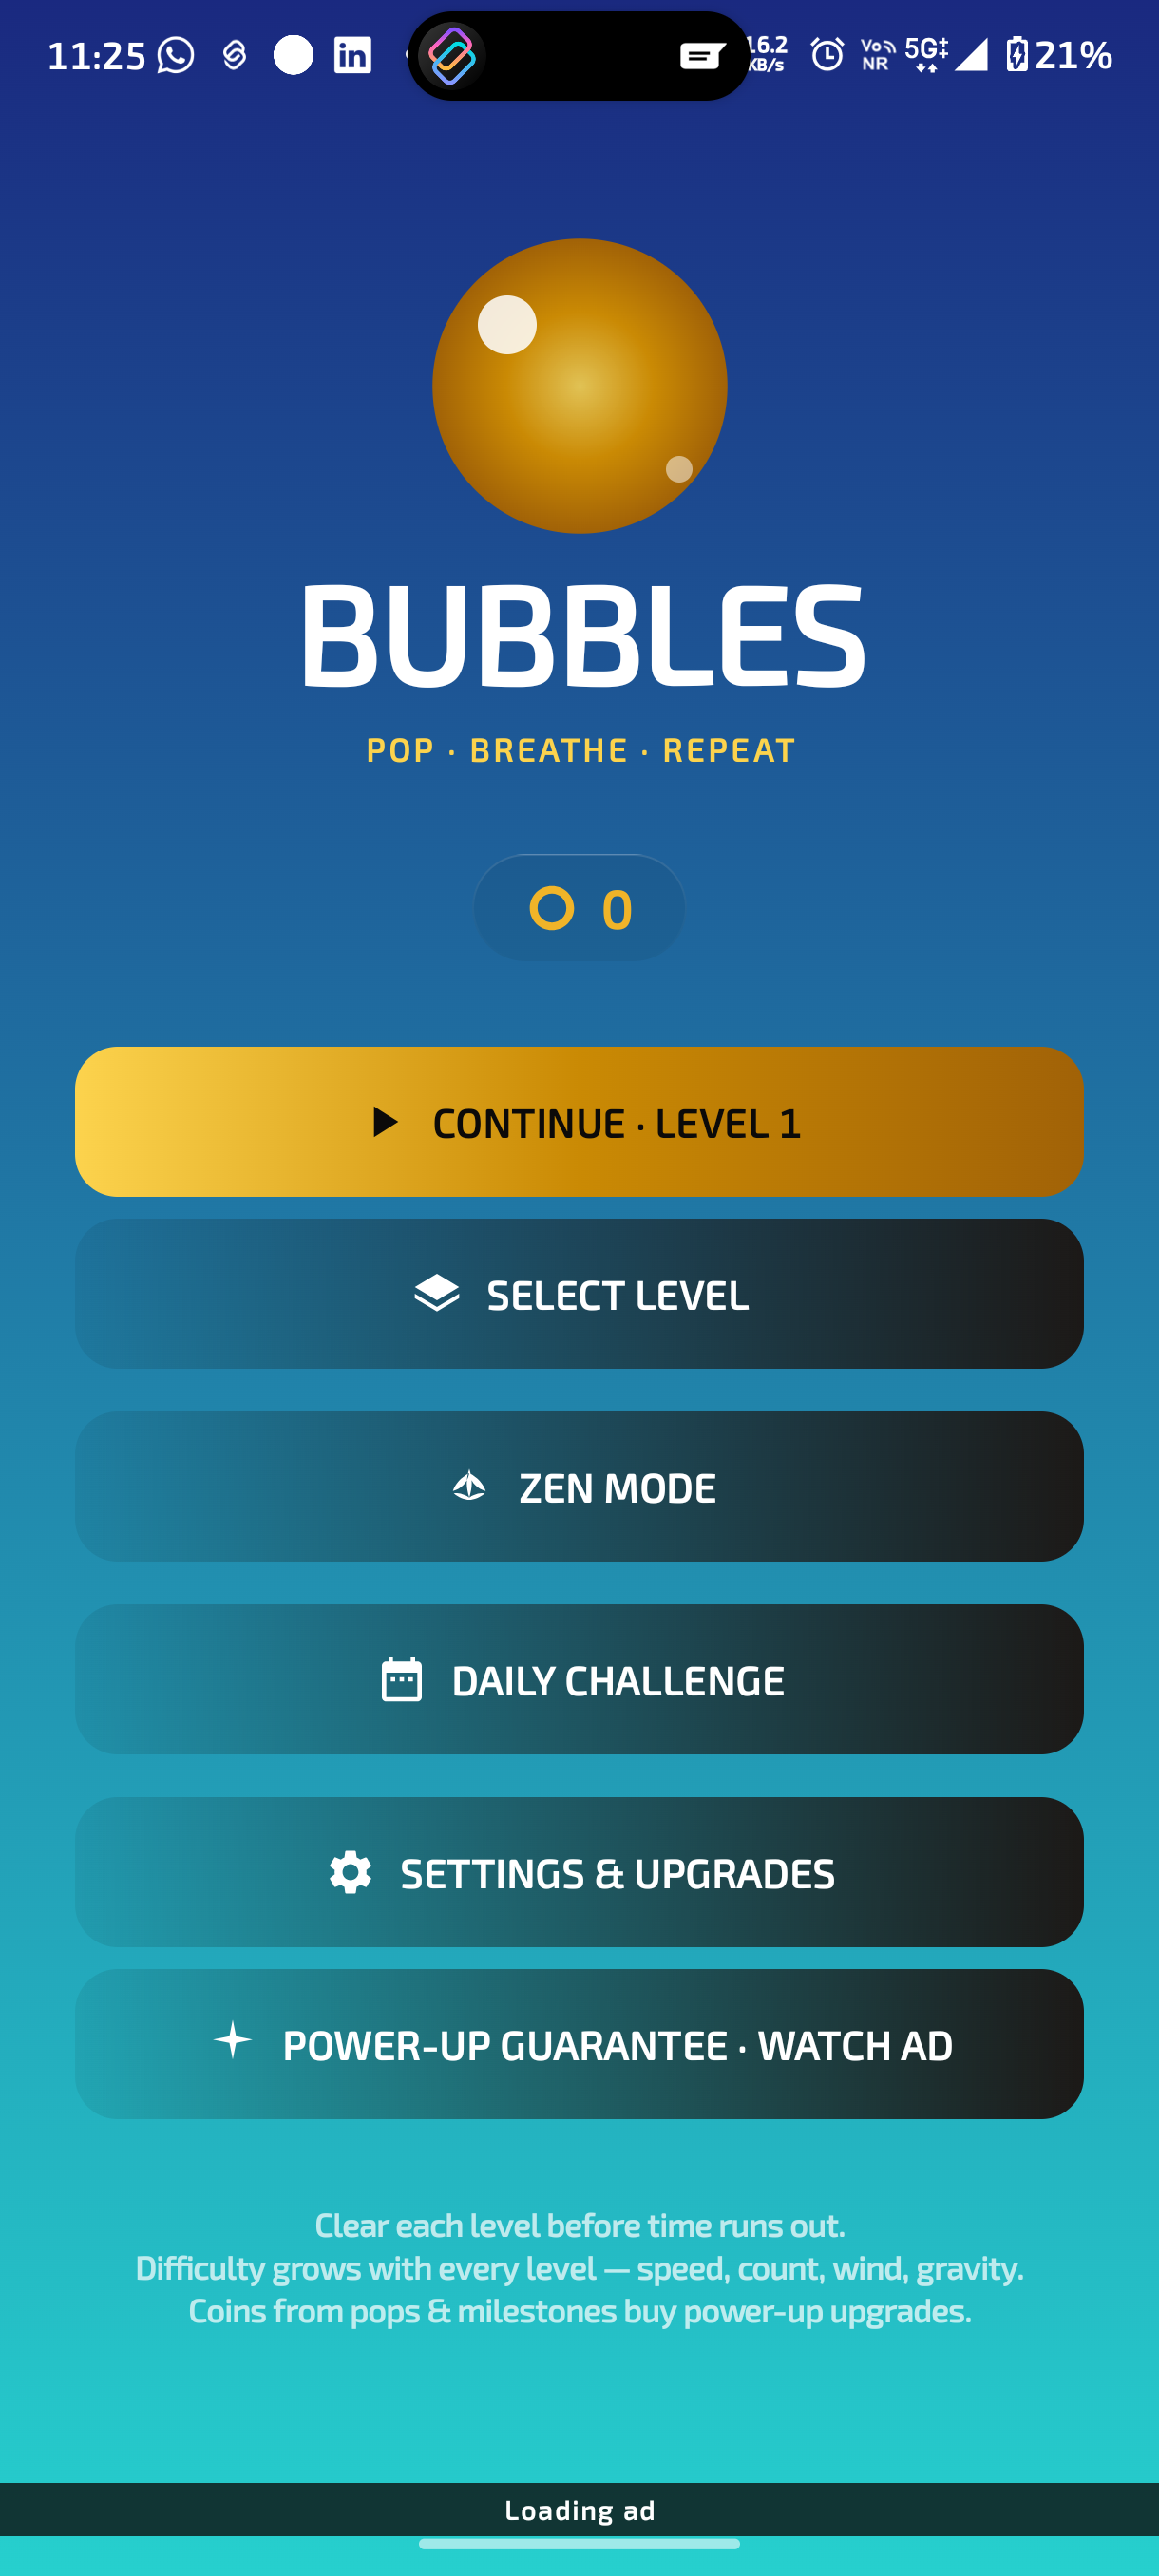 11:25
16.2
KB/s
Vo
NR
5G+
21%
BUBBLES
POP · BREATHE · REPEAT
0
CONTINUE · LEVEL 1
SELECT LEVEL
ZEN MODE
DAILY CHALLENGE
SETTINGS & UPGRADES
POWER-UP GUARANTEE · WATCH AD
Clear each level before time runs out.
Difficulty grows with every level — speed, count, wind, gravity.
Coins from pops & milestones buy power-up upgrades.
Loading ad